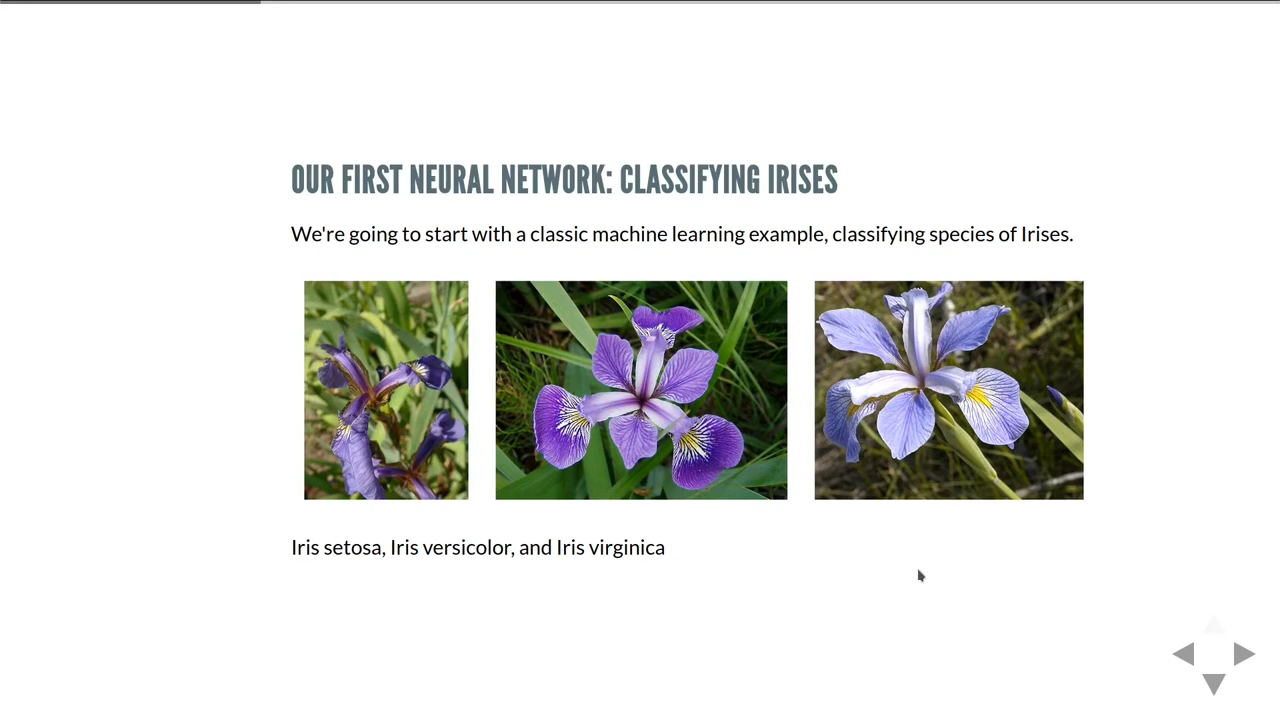 OUR FIRST NEURAL NETWORK: CLASSIFYING IRISES
We're going to start with a classic machine learning example, classifying species of Irises.
Iris setosa, Iris versicolor, and Iris virginica